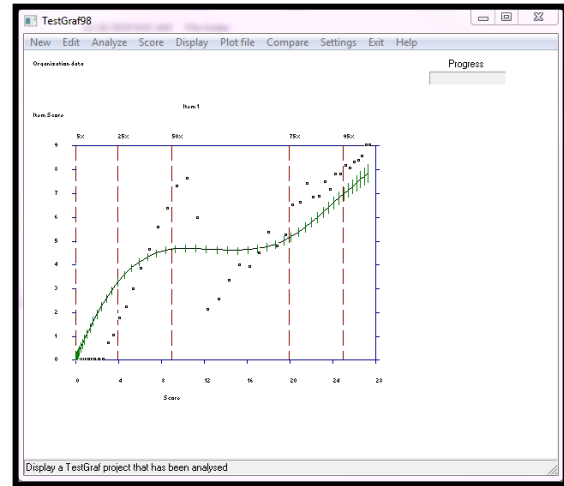 TestGraf98
New Edit Analyze Score Display Plot file Compare Settings Exit Help
Organization data
Progress
Item 1
Item Score
5% 25% 50% 75% 95%
9
8
7
6
5
4
3
2
1
0
0 4 8 12 16 20 24 28
Score
Display a TestGraf project that has been analysed